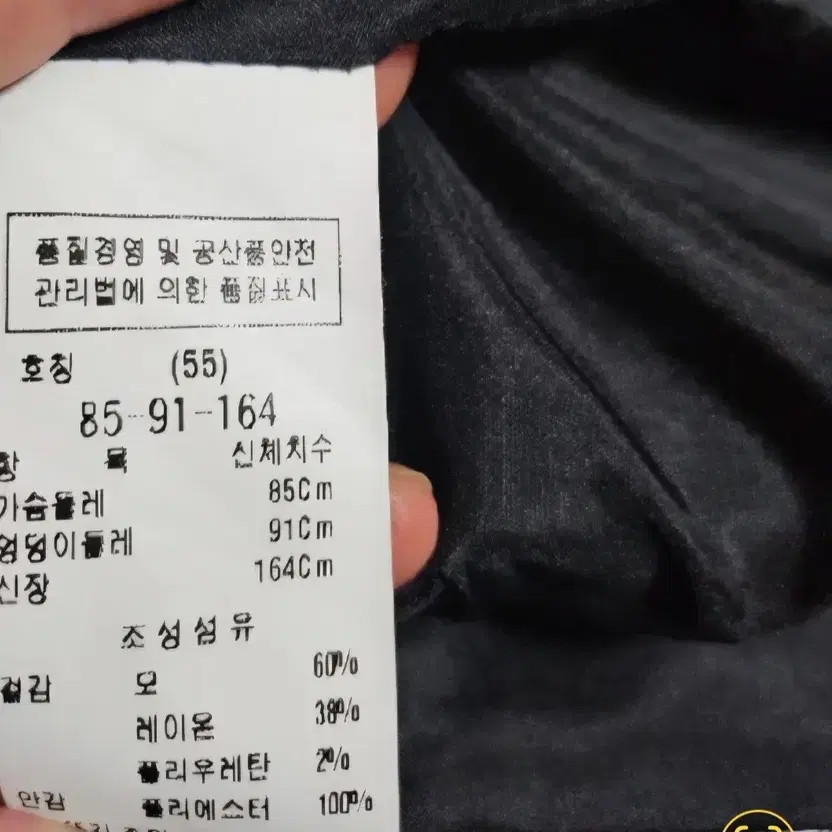 품질경영 및 공산품안전
관리법에 의한 품질표시
호칭 (55)
85-91-164
항 목 신체치수
가슴둘레 85Cm
엉덩이둘레 91Cm
신장 164Cm
조성섬유
겉감 모 60%
레이온 38%
폴리우레탄 2%
안감 폴리에스터 100%